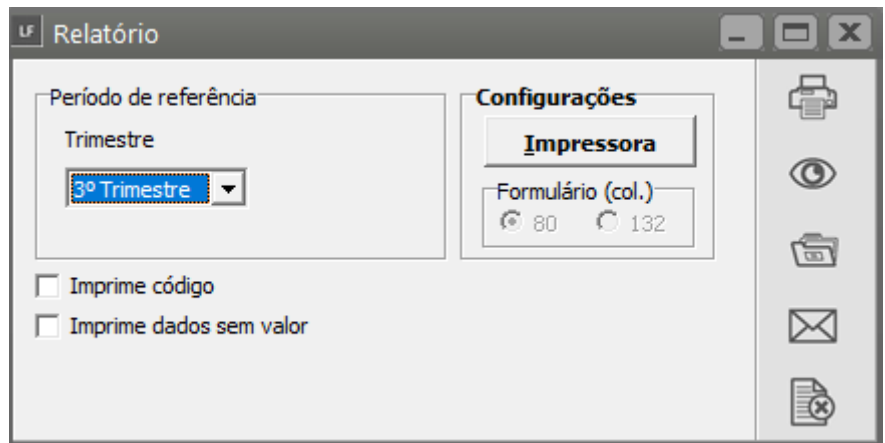 LF Relatório
Período de referência
Trimestre
3º Trimestre
Configurações
Impressora
Formulário (col.)
80 132
Imprime código
Imprime dados sem valor